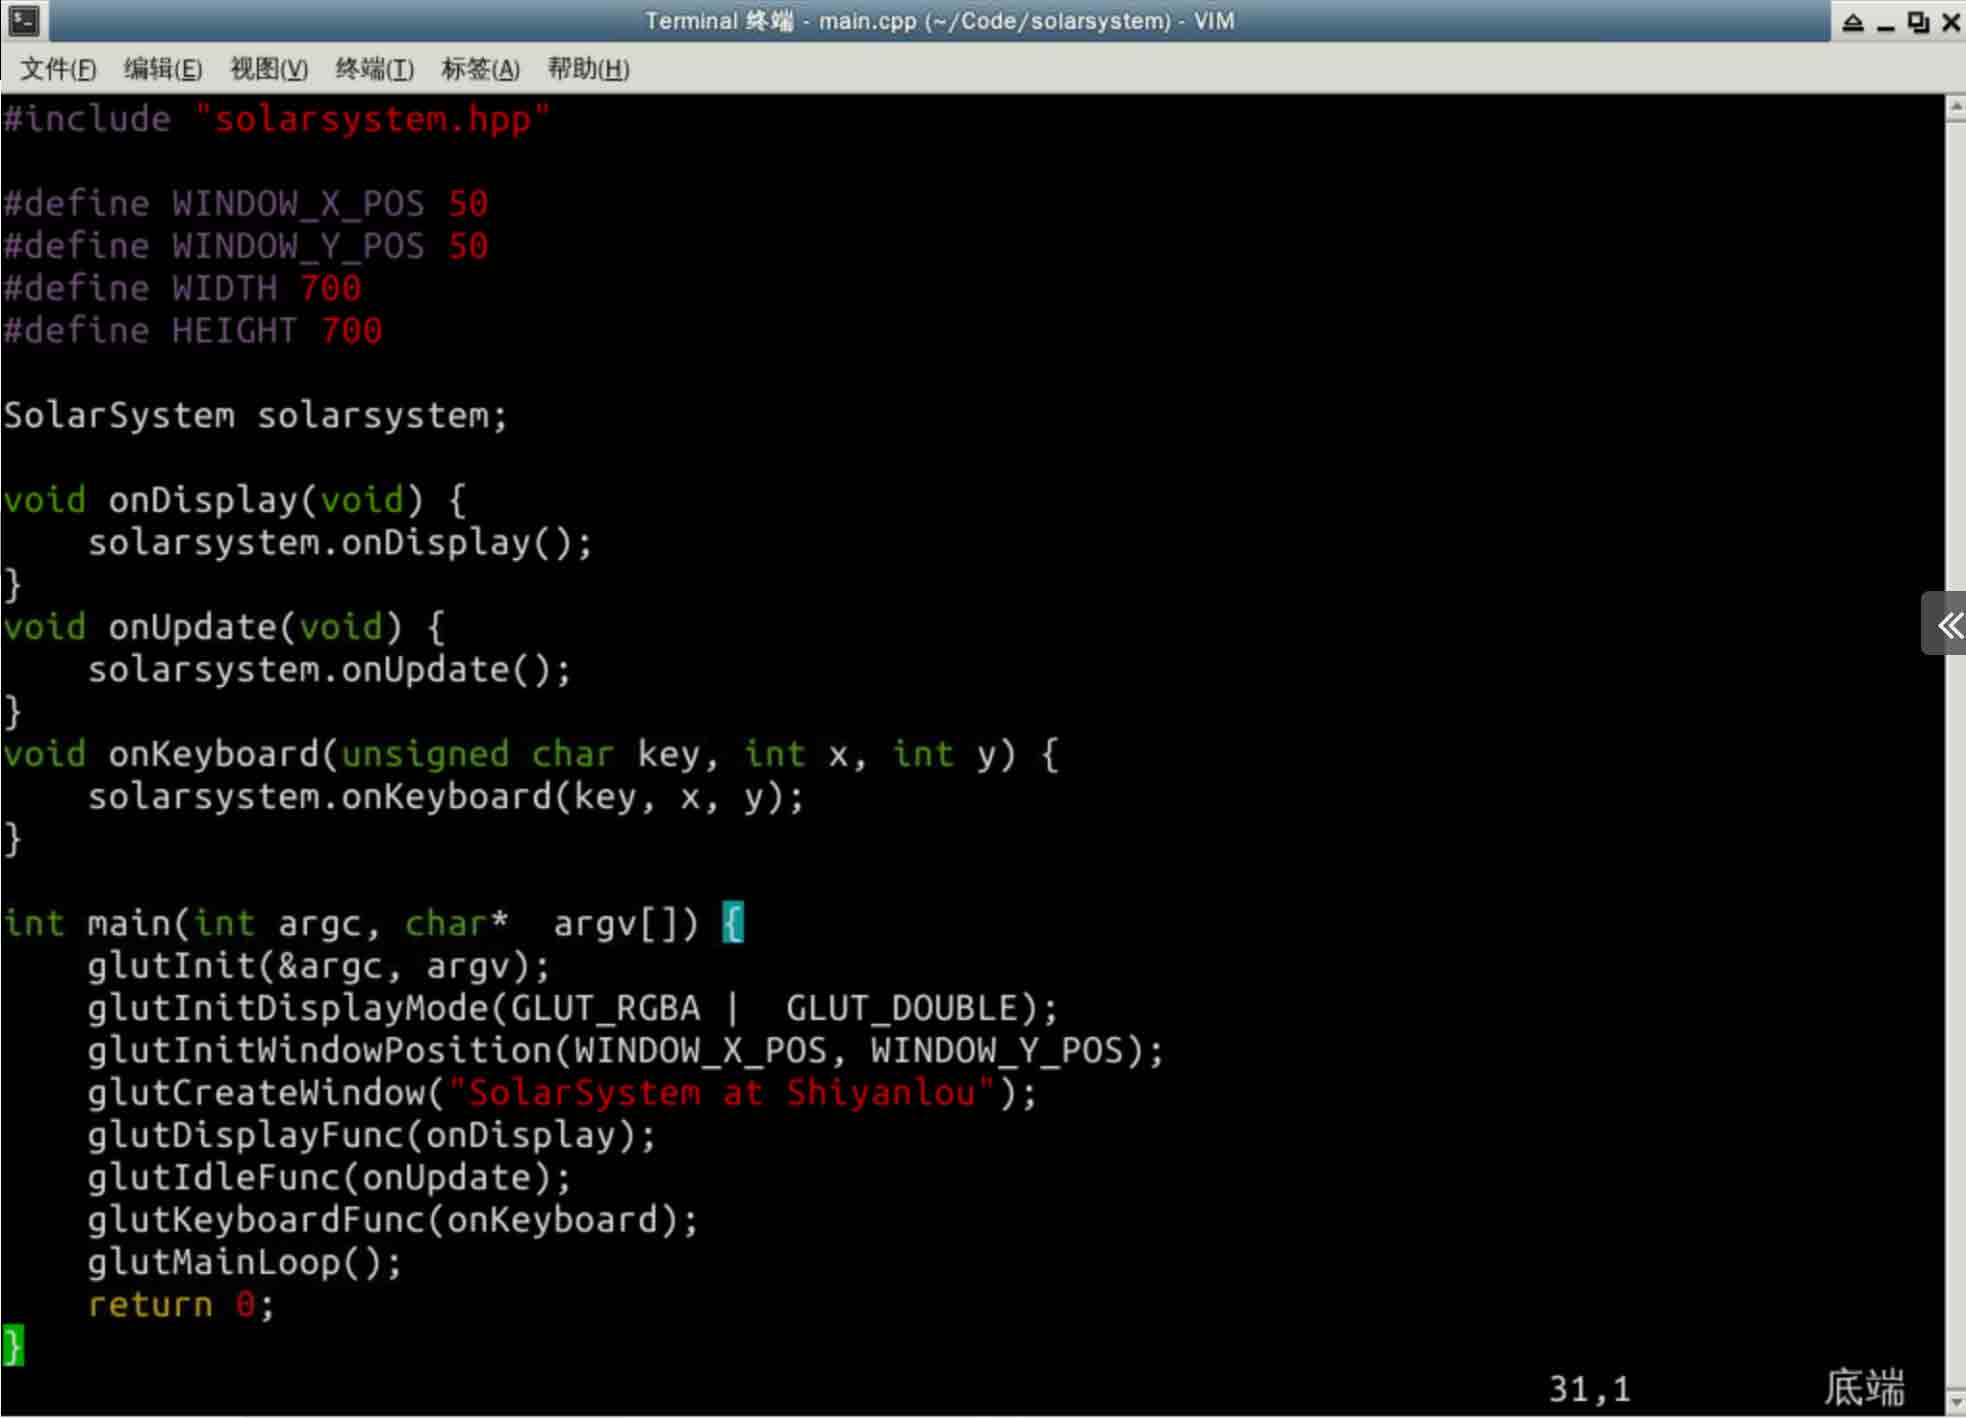 Terminal 终端 - main.cpp (~/Code/solarsystem) - VIM
文件(F) 编辑(E) 视图(V) 终端(T) 标签(A) 帮助(H)
#include "solarsystem.hpp"
#define WINDOW_X_POS 50
#define WINDOW_Y_POS 50
#define WIDTH 700
#define HEIGHT 700
SolarSystem solarsystem;
void onDisplay(void) {
    solarsystem.onDisplay();
}
void onUpdate(void) {
    solarsystem.onUpdate();
}
void onKeyboard(unsigned char key, int x, int y) {
    solarsystem.onKeyboard(key, x, y);
}
int main(int argc, char*  argv[]) {
    glutInit(&argc, argv);
    glutInitDisplayMode(GLUT_RGBA |  GLUT_DOUBLE);
    glutInitWindowPosition(WINDOW_X_POS, WINDOW_Y_POS);
    glutCreateWindow("SolarSystem at Shiyanlou");
    glutDisplayFunc(onDisplay);
    glutIdleFunc(onUpdate);
    glutKeyboardFunc(onKeyboard);
    glutMainLoop();
    return 0;
}
31,1 底端